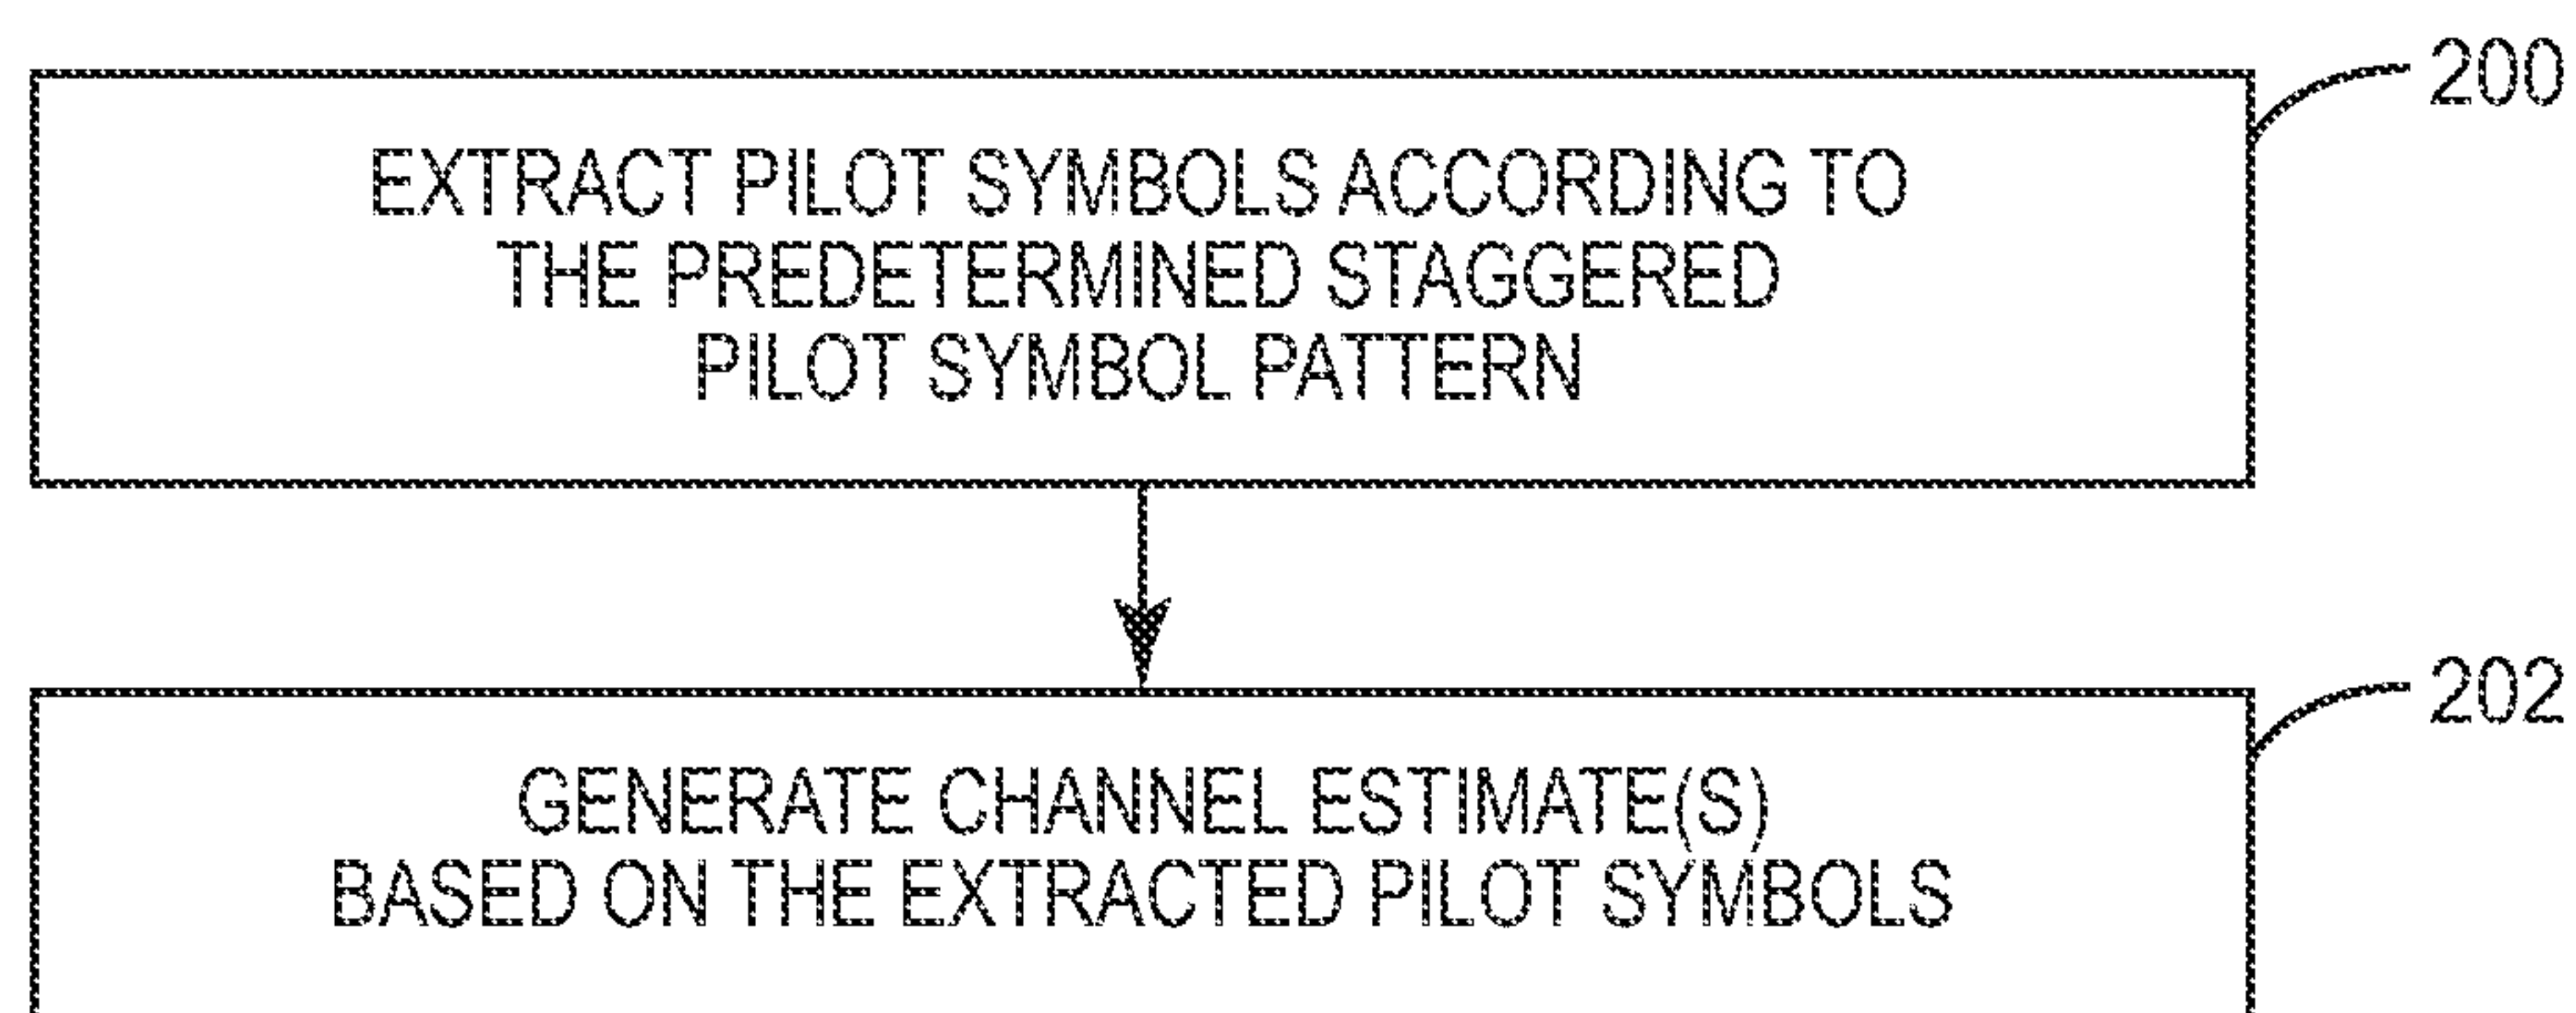 200
EXTRACT PILOT SYMBOLS ACCORDING TO
THE PREDETERMINED STAGGERED
PILOT SYMBOL PATTERN
202
GENERATE CHANNEL ESTIMATE(S)
BASED ON THE EXTRACTED PILOT SYMBOLS